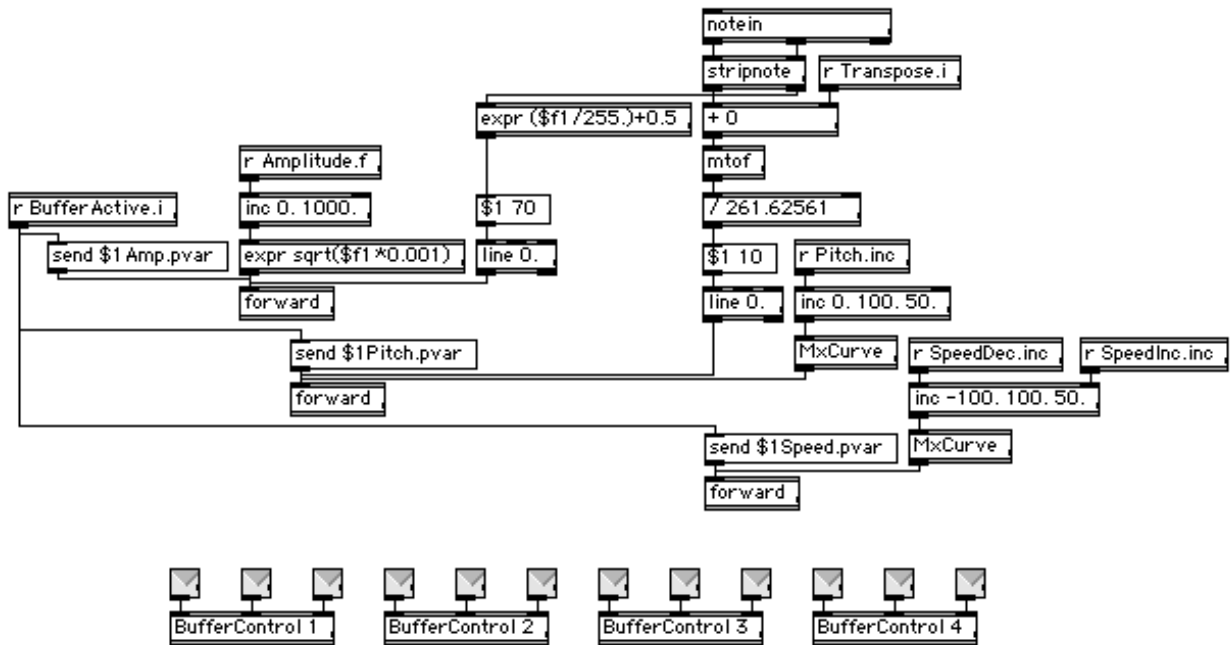 notein
stripnote
r Transpose.i
expr ($f1/255.)+0.5
+ 0
r Amplitude.f
mtof
r BufferActive.i
inc 0. 1000.
$1 70
/ 261.62561
send $1Amp.pvar
expr sqrt($f1*0.001)
line 0.
$1 10
r Pitch.inc
forward
line 0.
inc 0. 100. 50.
send $1Pitch.pvar
MxCurve
r SpeedDec.inc
r SpeedInc.inc
forward
inc -100. 100. 50.
send $1Speed.pvar
MxCurve
forward
BufferControl 1
BufferControl 2
BufferControl 3
BufferControl 4